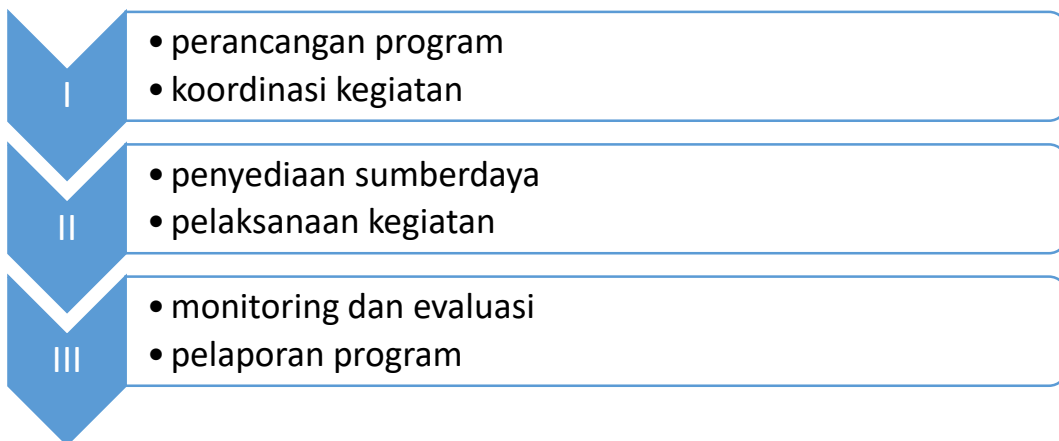 I
• perancangan program
• koordinasi kegiatan
II
• penyediaan sumberdaya
• pelaksanaan kegiatan
III
• monitoring dan evaluasi
• pelaporan program